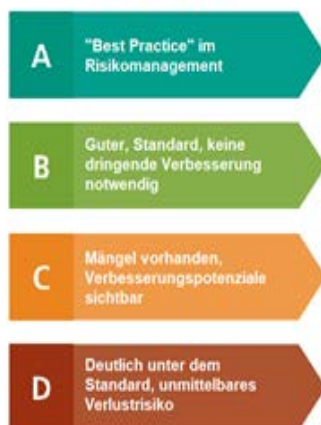 A
"Best Practice" im
Risikomanagement
B
Guter, Standard, keine
dringende Verbesserung
notwendig
C
Mängel vorhanden,
Verbesserungspotenziale
sichtbar
D
Deutlich unter dem
Standard, unmittelbares
Verlustrisiko